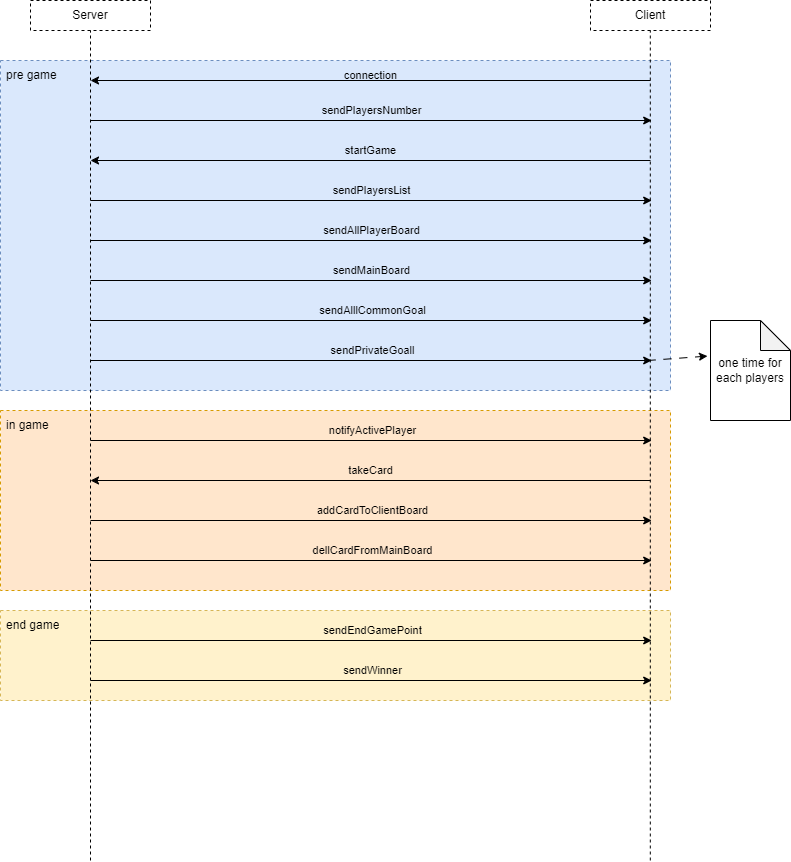 Server
Client
pre game
connection
sendPlayersNumber
startGame
sendPlayersList
sendAllPlayerBoard
sendMainBoard
sendAlllCommonGoal
sendPrivateGoall
one time for
each players
in game
notifyActivePlayer
takeCard
addCardToClientBoard
dellCardFromMainBoard
end game
sendEndGamePoint
sendWinner